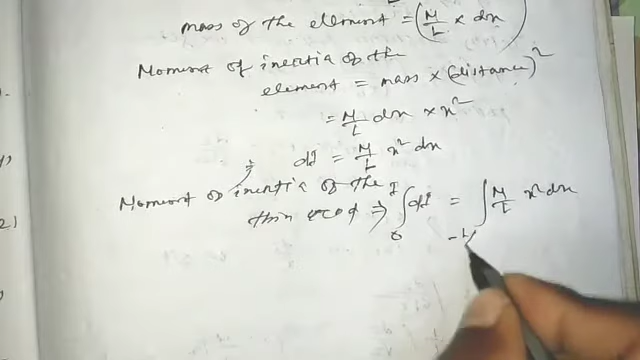 mass of the element = (M/L × dx)
Moment of inertia of the
element = mass × (distance)²
= M/L dx × x²
dI = M/L x² dx
Moment of inertia of the
thin rod ⇒ ∫₀ᴵ dI = ∫ M/L x² dx
-L/